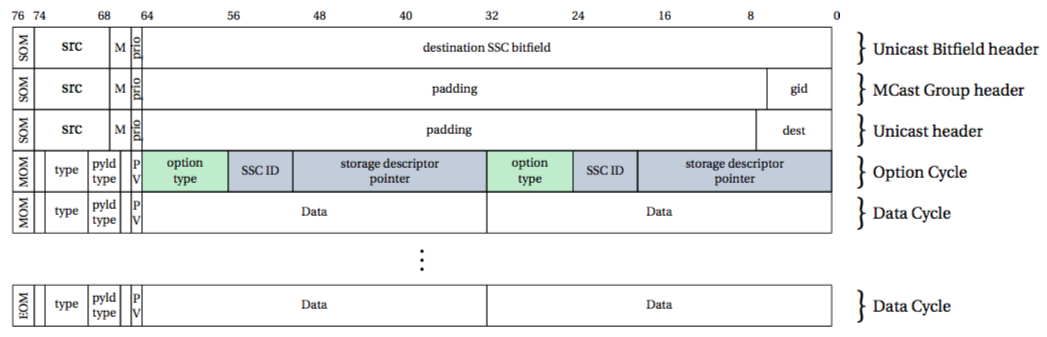 76 74 68 64 56 48 40 32 24 16 8 0
SOM src M prio destination SSC bitfield } Unicast Bitfield header
SOM src M prio padding gid } MCast Group header
SOM src M prio padding dest } Unicast header
MOM type pyld type P V option type SSC ID storage descriptor pointer option type SSC ID storage descriptor pointer } Option Cycle
MOM type pyld type P V Data Data } Data Cycle
⋮
EOM type pyld type P V Data Data } Data Cycle